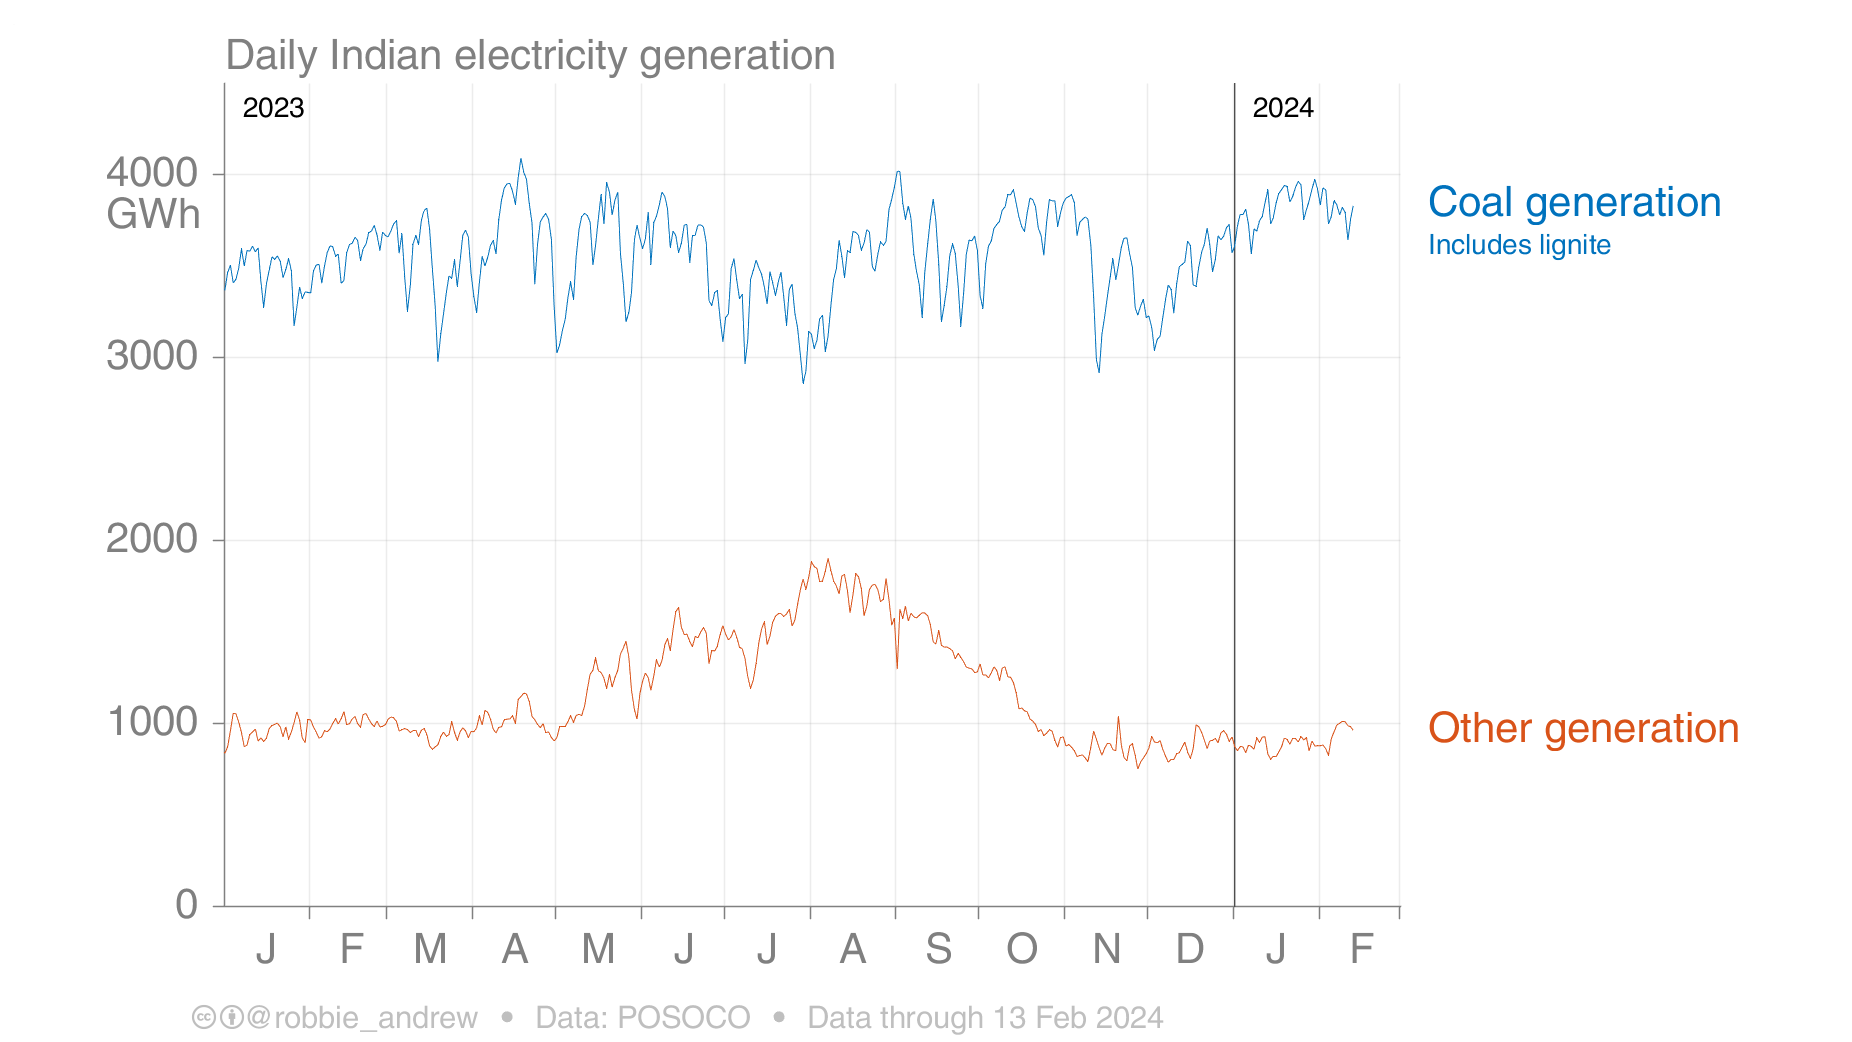 Daily Indian electricity generation
2023
2024
4000
GWh
3000
2000
1000
0
Coal generation
Includes lignite
Other generation
J F M A M J J A S O N D J F
@robbie_andrew • Data: POSOCO • Data through 13 Feb 2024